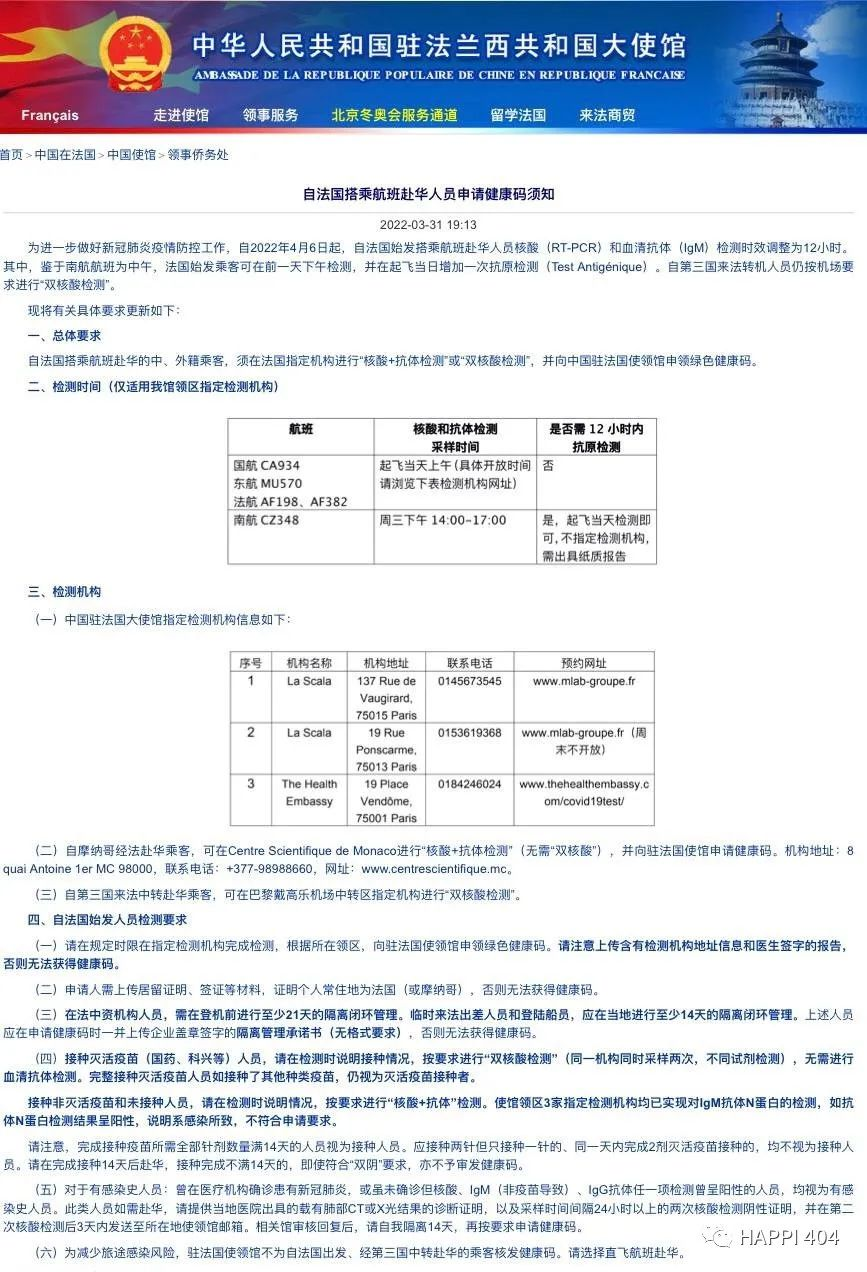 中华人民共和国驻法兰西共和国大使馆
AMBASSADE DE LA REPUBLIQUE POPULAIRE DE CHINE EN REPUBLIQUE FRANCAISE
Français 走进使馆 领事服务 北京冬奥会服务通道 留学法国 来法商贸
首页 > 中国在法国 > 中国使馆 > 领事侨务处
自法国搭乘航班赴华人员申请健康码须知
2022-03-31 19:13
为进一步做好新冠肺炎疫情防控工作，自2022年4月6日起，自法国始发搭乘航班赴华人员核酸（RT-PCR）和血清抗体（IgM）检测时效调整为12小时。
其中，鉴于南航航班为中午，法国始发乘客可在前一天下午检测，并在起飞当日增加一次抗原检测（Test Antigénique）。自第三国来法转机人员仍按机场要
求进行“双核酸检测”。
现将有关具体要求更新如下：
一、总体要求
自法国搭乘航班赴华的中、外籍乘客，须在法国指定机构进行“核酸+抗体检测”或“双核酸检测”，并向中国驻法国使领馆申领绿色健康码。
二、检测时间（仅适用我馆领区指定检测机构）
航班 核酸和抗体检测 是否需 12 小时内
采样时间 抗原检测
国航 CA934 起飞当天上午（具体开放时间 否
东航 MU570 请浏览下表检测机构网址）
法航 AF198、AF382
南航 CZ348 周三下午 14:00-17:00 是，起飞当天检测即
可，不指定检测机构，
需出具纸质报告
三、检测机构
（一）中国驻法国大使馆指定检测机构信息如下：
序号 机构名称 机构地址 联系电话 预约网址
1 La Scala 137 Rue de 0145673545 www.mlab-groupe.fr
Vaugirard,
75015 Paris
2 La Scala 19 Rue 0153619368 www.mlab-groupe.fr（周
Ponscarme, 末不开放）
75013 Paris
3 The Health 19 Place 0184246024 www.thehealthembassy.c
Embassy Vendôme, om/covid19test/
75001 Paris
（二）自摩纳哥经法赴华乘客，可在Centre Scientifique de Monaco进行“核酸+抗体检测”（无需“双核酸”），并向驻法国使馆申请健康码。机构地址：8
quai Antoine 1er MC 98000，联系电话：+377-98988660，网址：www.centrescientifique.mc。
（三）自第三国来法中转赴华乘客，可在巴黎戴高乐机场中转区指定机构进行“双核酸检测”。
四、自法国始发人员检测要求
（一）请在规定时限在指定检测机构完成检测，根据所在领区，向驻法国使领馆申领绿色健康码。请注意上传含有检测机构地址信息和医生签字的报告，
否则无法获得健康码。
（二）申请人需上传居留证明、签证等材料，证明个人常住地为法国（或摩纳哥），否则无法获得健康码。
（三）在法中资机构人员，需在登机前进行至少21天的隔离闭环管理。临时来法出差人员和登陆船员，应在当地进行至少14天的隔离闭环管理。上述人员
应在申请健康码时一并上传企业盖章签字的隔离管理承诺书（无格式要求），否则无法获得健康码。
（四）接种灭活疫苗（国药、科兴等）人员，请在检测时说明接种情况，按要求进行“双核酸检测”（同一机构同时采样两次，不同试剂检测），无需进行
血清抗体检测。完整接种灭活疫苗人员如接种了其他种类疫苗，仍视为灭活疫苗接种者。
接种非灭活疫苗和未接种人员，请在检测时说明情况，按要求进行“核酸+抗体”检测。使馆领区3家指定检测机构均已实现对IgM抗体N蛋白的检测，如抗
体N蛋白检测结果呈阳性，说明系感染所致，不符合申请要求。
请注意，完成接种疫苗所需全部针剂数量满14天的人员视为接种人员。应接种两针但只接种一针的、同一天内完成2剂灭活疫苗接种的，均不视为接种人
员。请在完成接种14天后赴华，接种完成不满14天的，即使符合“双阴”要求，亦不予审发健康码。
（五）对于有感染史人员：曾在医疗机构确诊患有新冠肺炎，或虽未确诊但核酸、IgM（非疫苗导致）、IgG抗体任一项检测曾呈阳性的人员，均视为有感
染史人员。此类人员如需赴华，请提供当地医院出具的载有肺部CT或X光结果的诊断证明，以及采样时间间隔24小时以上的两次核酸检测阴性证明，并在第二
次核酸检测后3天内发送至所在地使领馆邮箱。相关馆审核回复后，请自我隔离14天，再按要求申请健康码。
（六）为减少旅途感染风险，驻法国使领馆不为自法国出发、经第三国中转赴华的乘客核发健康码。请选择直飞航班赴华。
HAPPI 404